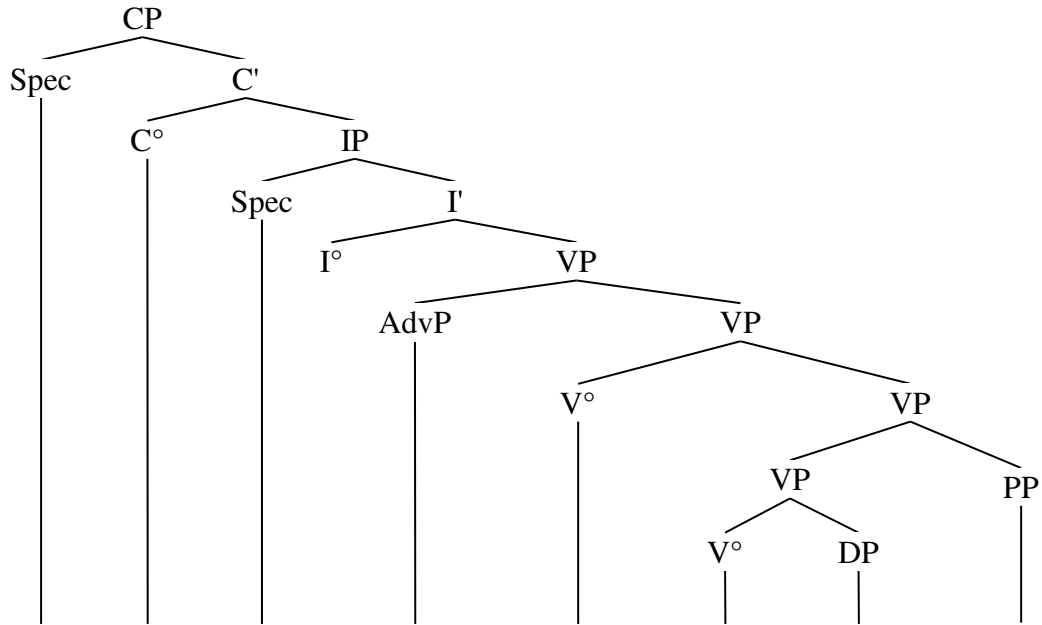 CP
Spec C'
C° IP
Spec I'
I° VP
AdvP VP
V° VP
VP PP
V° DP